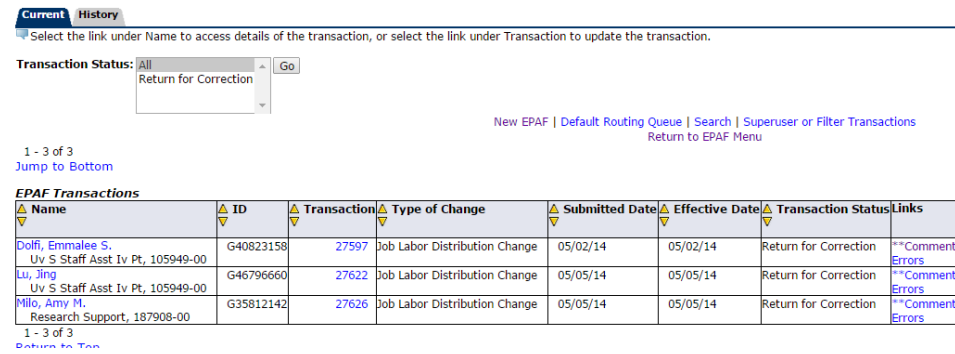 Current History
Select the link under Name to access details of the transaction, or select the link under Transaction to update the transaction.
Transaction Status: All Go
Return for Correction
New EPAF | Default Routing Queue | Search | Superuser or Filter Transactions
Return to EPAF Menu
1 - 3 of 3
Jump to Bottom
EPAF Transactions
Name ID Transaction Type of Change Submitted Date Effective Date Transaction Status Links
Dolfi, Emmalee S. G40823158 27597 Job Labor Distribution Change 05/02/14 05/02/14 Return for Correction **Comment
Uv S Staff Asst Iv Pt, 105949-00 Errors
Lu, Jing G46796660 27622 Job Labor Distribution Change 05/05/14 05/05/14 Return for Correction **Comment
Uv S Staff Asst Iv Pt, 105949-00 Errors
Milo, Amy M. G35812142 27626 Job Labor Distribution Change 05/05/14 05/05/14 Return for Correction **Comment
Research Support, 187908-00 Errors
1 - 3 of 3
Return to Top